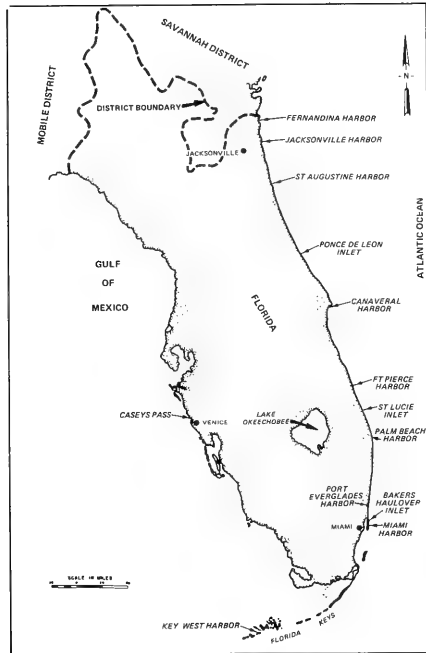 SAVANNAH DISTRICT
MOBILE DISTRICT
DISTRICT BOUNDARY
N
FERNANDINA HARBOR
JACKSONVILLE HARBOR
JACKSONVILLE
ST AUGUSTINE HARBOR
ATLANTIC OCEAN
PONCE DE LEON
INLET
GULF
OF
MEXICO
FLORIDA
CANAVERAL
HARBOR
FT PIERCE
HARBOR
ST LUCIE
INLET
CASEYS PASS
VENICE
LAKE
OKEECHOBEE
PALM BEACH
HARBOR
PORT
EVERGLADES
HARBOR
BAKERS
HAULOVER
INLET
MIAMI
MIAMI
HARBOR
SCALE IN MILES
KEY WEST HARBOR
FLORIDA KEYS